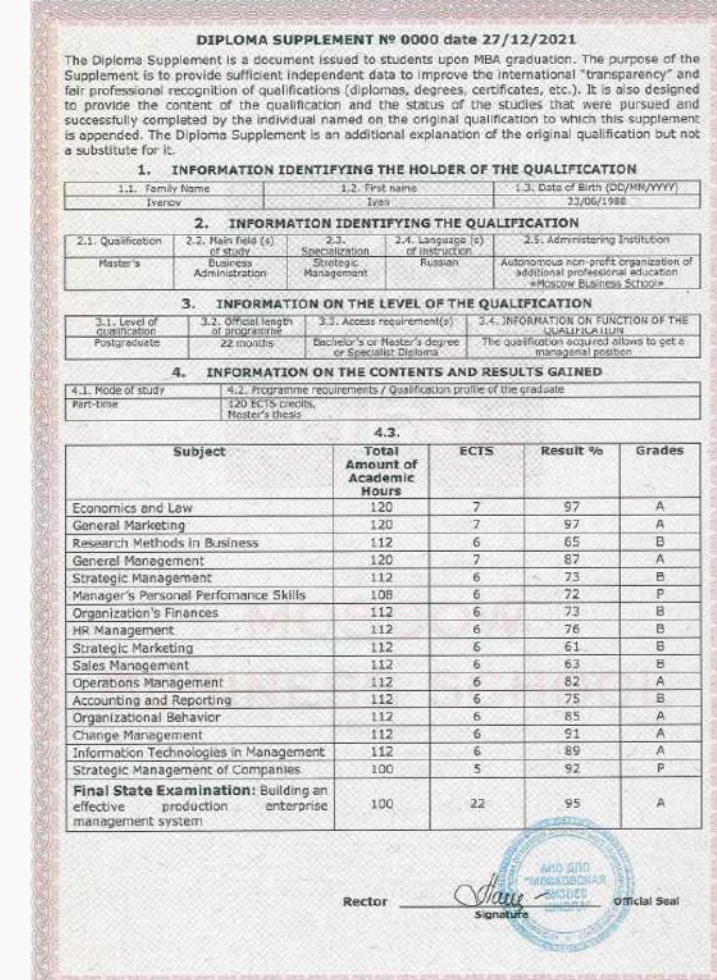 DIPLOMA SUPPLEMENT № 0000 date 27/12/2021
The Diploma Supplement is a document issued to students upon MBA graduation. The purpose of the
Supplement is to provide sufficient independent data to improve the international "transparency" and
fair professional recognition of qualifications (diplomas, degrees, certificates, etc.). It is also designed
to provide the content of the qualification and the status of the studies that were pursued and
successfully completed by the individual named on the original qualification to which this supplement
is appended. The Diploma Supplement is an additional explanation of the original qualification but not
a substitute for it.
1. INFORMATION IDENTIFYING THE HOLDER OF THE QUALIFICATION
1.1. Family Name 1.2. First name 1.3. Date of Birth (DD/MM/YYYY)
Ivanov Ivan 23/06/1988
2. INFORMATION IDENTIFYING THE QUALIFICATION
2.1. Qualification 2.2. Main field (s) 2.3. 2.4. Language (s) 2.5. Administering Institution
of study Specialization of instruction
Master's Business Strategic Russian Autonomous non-profit organization of
Administration Management additional professional education
«Moscow Business School»
3. INFORMATION ON THE LEVEL OF THE QUALIFICATION
3.1. Level of 3.2. Official length 3.3. Access requirement(s) 3.4. INFORMATION ON FUNCTION OF THE
qualification of programme QUALIFICATION
Postgraduate 22 months Bachelor's or Master's degree The qualification acquired allows to get a
or Specialist Diploma managerial position
4. INFORMATION ON THE CONTENTS AND RESULTS GAINED
4.1. Mode of study 4.2. Programme requirements / Qualification profile of the graduate
Part-time 120 ECTS credits,
Master's thesis
4.3.
Subject Total ECTS Result % Grades
Amount of
Academic
Hours
Economics and Law 120 7 97 A
General Marketing 120 7 97 A
Research Methods in Business 112 6 65 B
General Management 120 7 87 A
Strategic Management 112 6 73 B
Manager's Personal Perfomance Skills 108 6 72 P
Organization's Finances 112 6 73 B
HR Management 112 6 76 B
Strategic Marketing 112 6 61 B
Sales Management 112 6 63 B
Operations Management 112 6 82 A
Accounting and Reporting 112 6 75 B
Organizational Behavior 112 6 85 A
Change Management 112 6 91 A
Information Technologies in Management 112 6 89 A
Strategic Management of Companies 100 5 92 P
Final State Examination: Building an
effective production enterprise 100 22 95 A
management system
АНО ДПО
"МОСКОВСКАЯ
БИЗНЕС
ШКОЛА"
Rector Official Seal
Signature